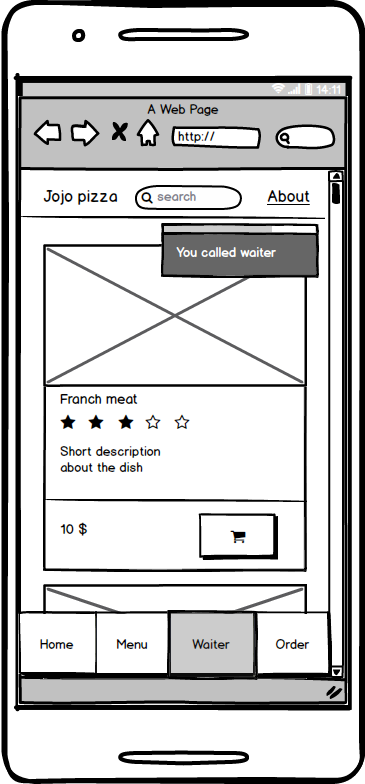 14:11
A Web Page
http://
Jojo pizza search About
You called waiter
Franch meat
Short description
about the dish
10 $
Home Menu Waiter Order